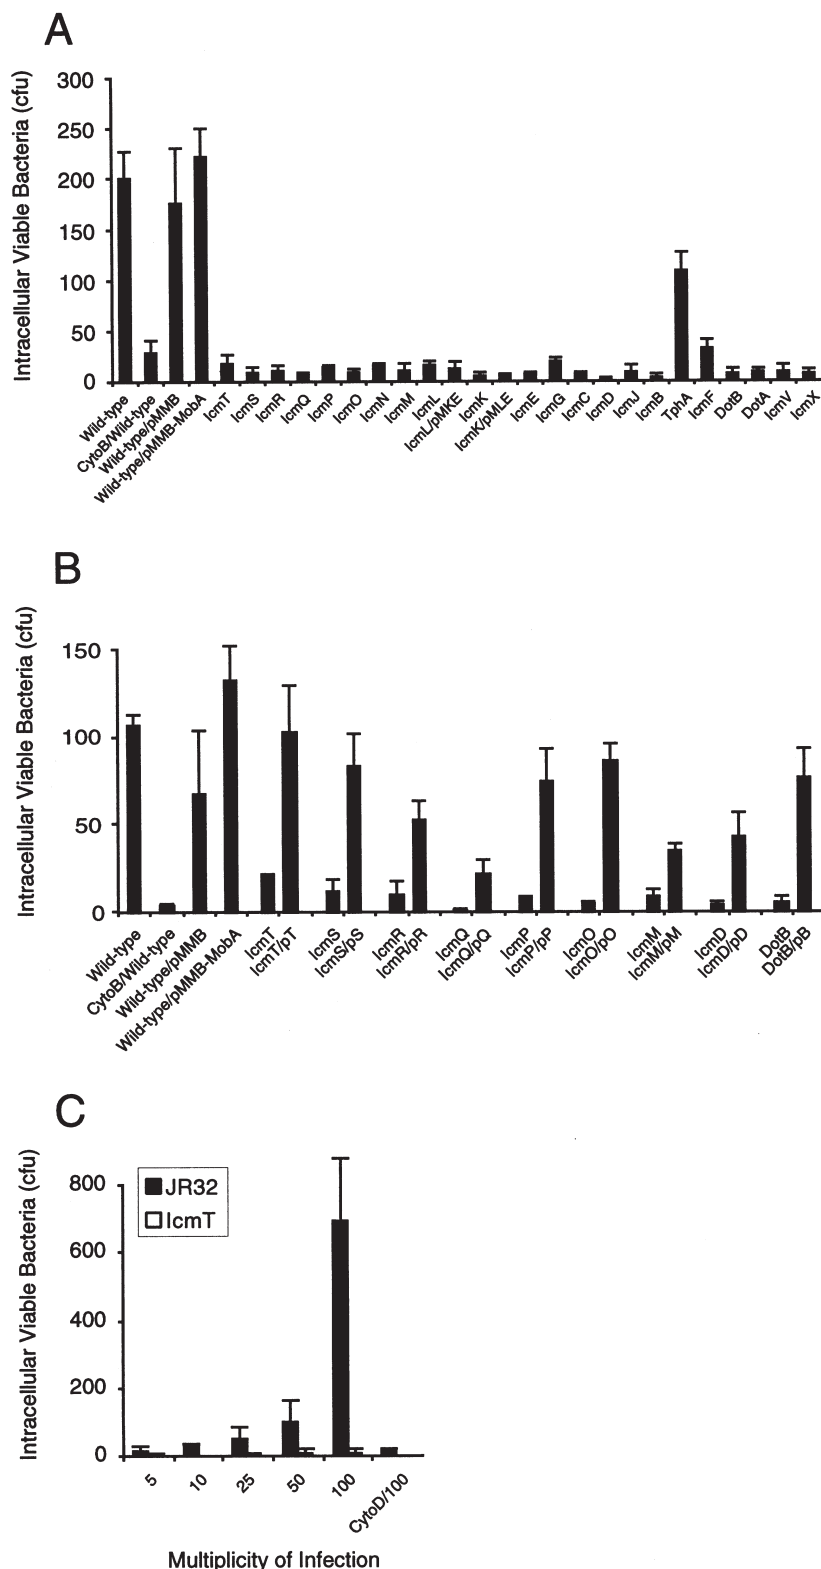 A
Intracellular Viable Bacteria (cfu)
300
250
200
150
100
50
0
Wild-type
CytoB/Wild-type
Wild-type/pMMB
Wild-type/pMMB-MobA
IcmT
IcmS
IcmR
IcmQ
IcmP
IcmO
IcmN
IcmM
IcmL
IcmL/pMKE
IcmK
IcmK/pMLE
IcmE
IcmG
IcmC
IcmD
IcmJ
IcmB
TphA
IcmF
DotB
DotA
IcmV
IcmX
B
Intracellular Viable Bacteria (cfu)
150
100
50
0
Wild-type
CytoB/Wild-type
Wild-type/pMMB
Wild-type/pMMB-MobA
IcmT
IcmT/pT
IcmS
IcmS/pS
IcmR
IcmR/pR
IcmQ
IcmQ/pQ
IcmP
IcmP/pP
IcmO
IcmO/pO
IcmM
IcmM/pM
IcmD
IcmD/pD
DotB
DotB/pB
C
Intracellular Viable Bacteria (cfu)
800
600
400
200
0
JR32
IcmT
5
10
25
50
100
CytoD/100
Multiplicity of Infection